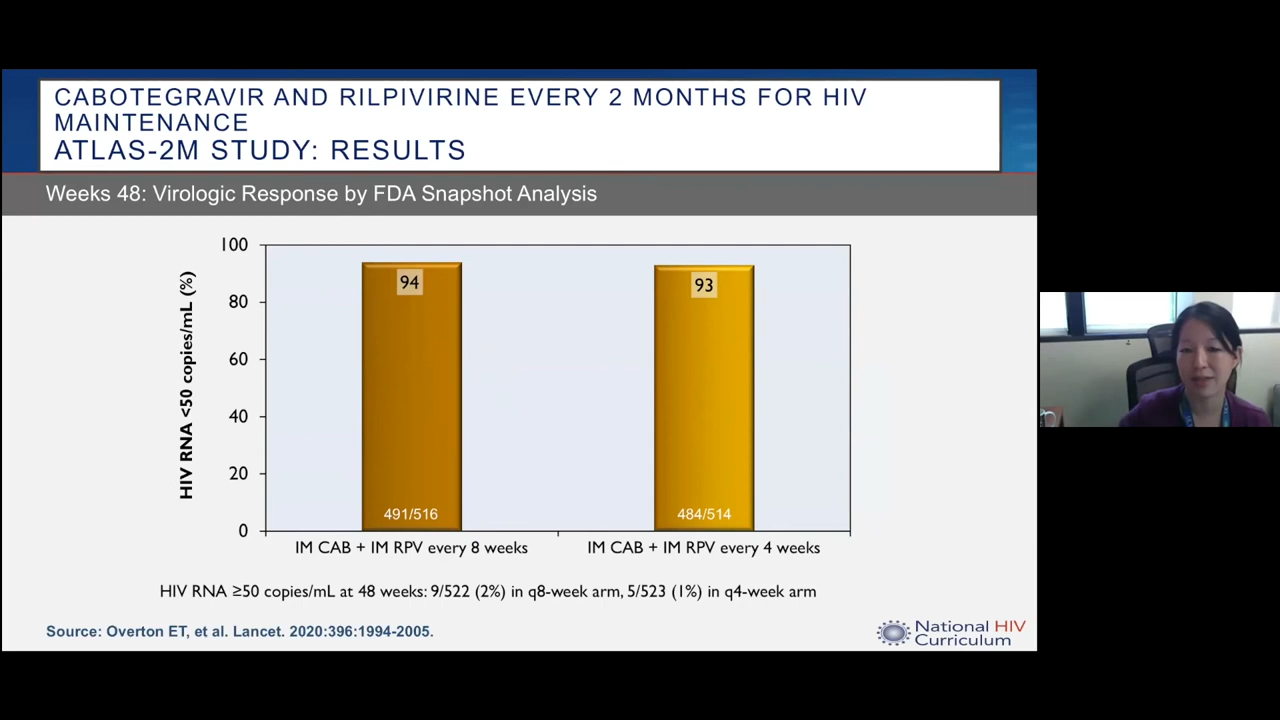 CABOTEGRAVIR AND RILPIVIRINE EVERY 2 MONTHS FOR HIV
MAINTENANCE
ATLAS-2M STUDY: RESULTS
Weeks 48: Virologic Response by FDA Snapshot Analysis
HIV RNA <50 copies/mL (%)
100
80
60
40
20
0
94
93
491/516
484/514
IM CAB + IM RPV every 8 weeks
IM CAB + IM RPV every 4 weeks
HIV RNA ≥50 copies/mL at 48 weeks: 9/522 (2%) in q8-week arm, 5/523 (1%) in q4-week arm
Source: Overton ET, et al. Lancet. 2020:396:1994-2005.
National HIV
Curriculum